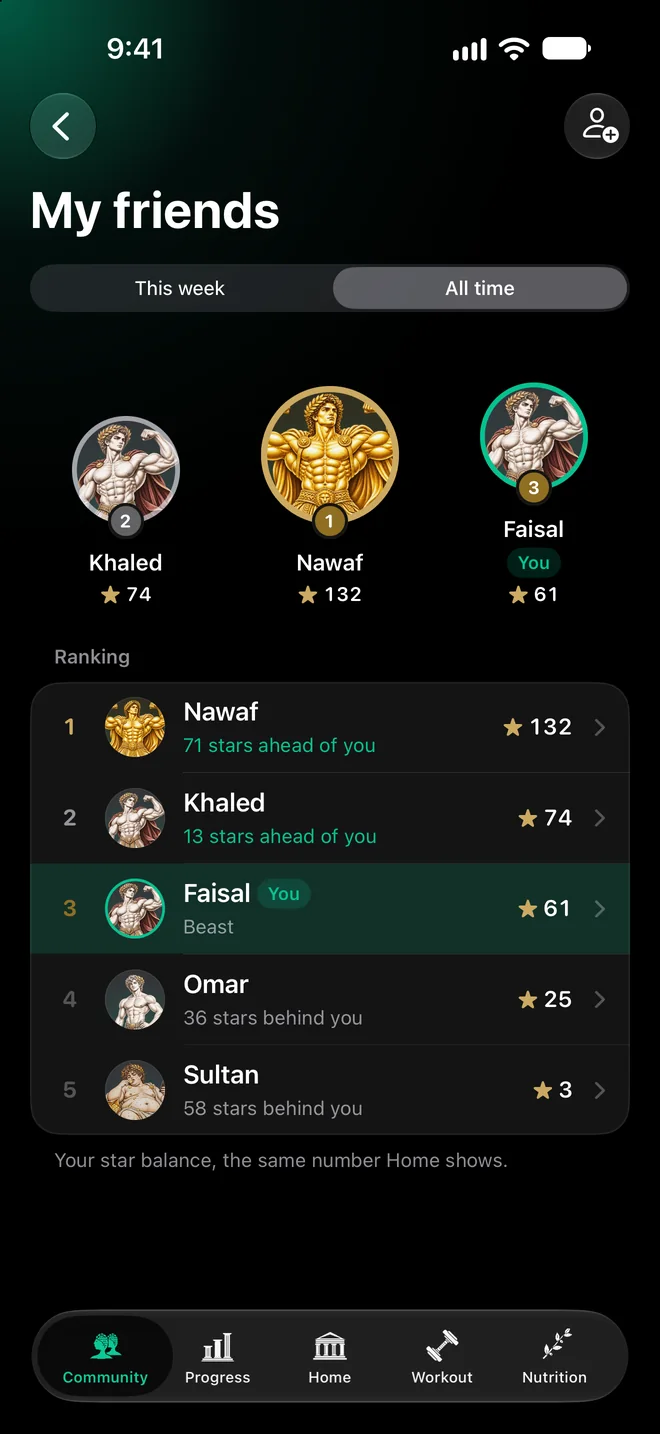 9:41
My friends
This week
All time
2
1
3
Khaled
Nawaf
Faisal
You
74
132
61
Ranking
1
Nawaf
71 stars ahead of you
132
2
Khaled
13 stars ahead of you
74
3
Faisal You
Beast
61
4
Omar
36 stars behind you
25
5
Sultan
58 stars behind you
3
Your star balance, the same number Home shows.
Community
Progress
Home
Workout
Nutrition